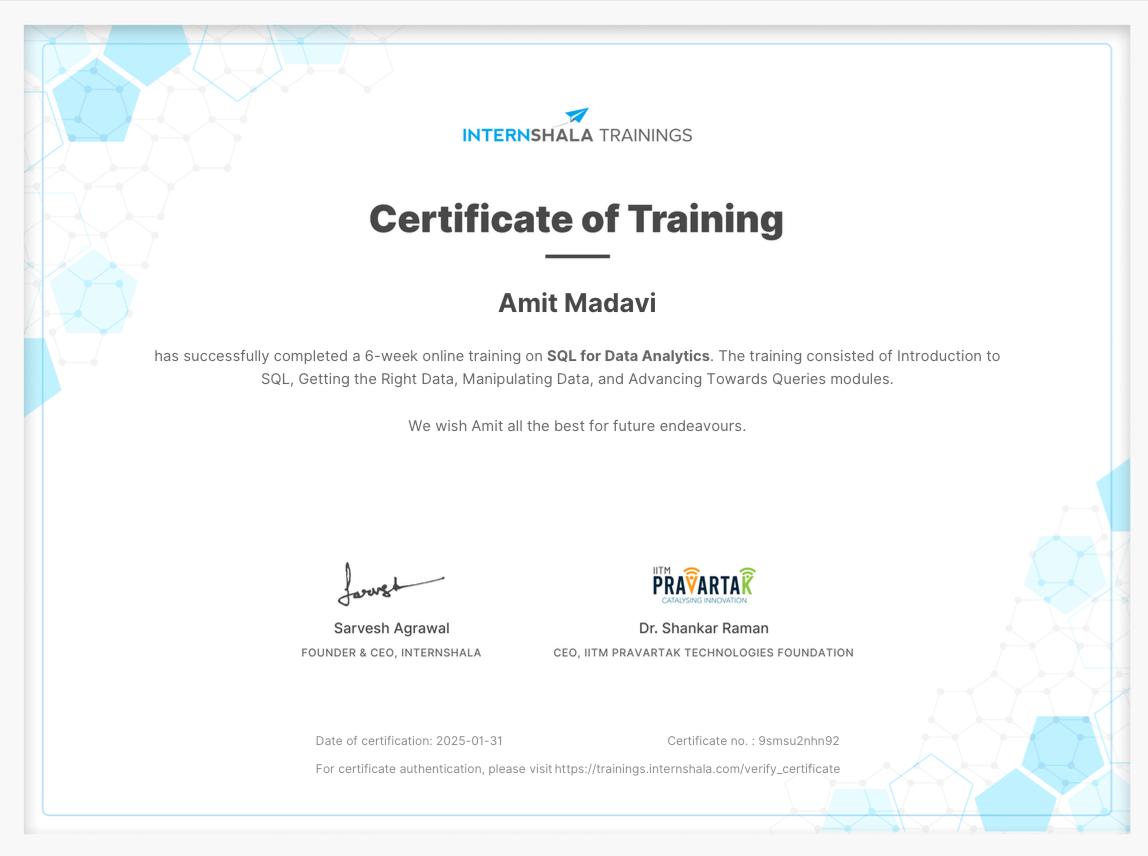 INTERNSHALA TRAININGS
Certificate of Training
Amit Madavi
has successfully completed a 6-week online training on SQL for Data Analytics. The training consisted of Introduction to
SQL, Getting the Right Data, Manipulating Data, and Advancing Towards Queries modules.
We wish Amit all the best for future endeavours.
Sarvesh
IITM
PRAVARTAK
CATALYSING INNOVATION
Sarvesh Agrawal
Dr. Shankar Raman
FOUNDER & CEO, INTERNSHALA
CEO, IITM PRAVARTAK TECHNOLOGIES FOUNDATION
Date of certification: 2025-01-31
Certificate no. : 9smsu2nhn92
For certificate authentication, please visit https://trainings.internshala.com/verify_certificate